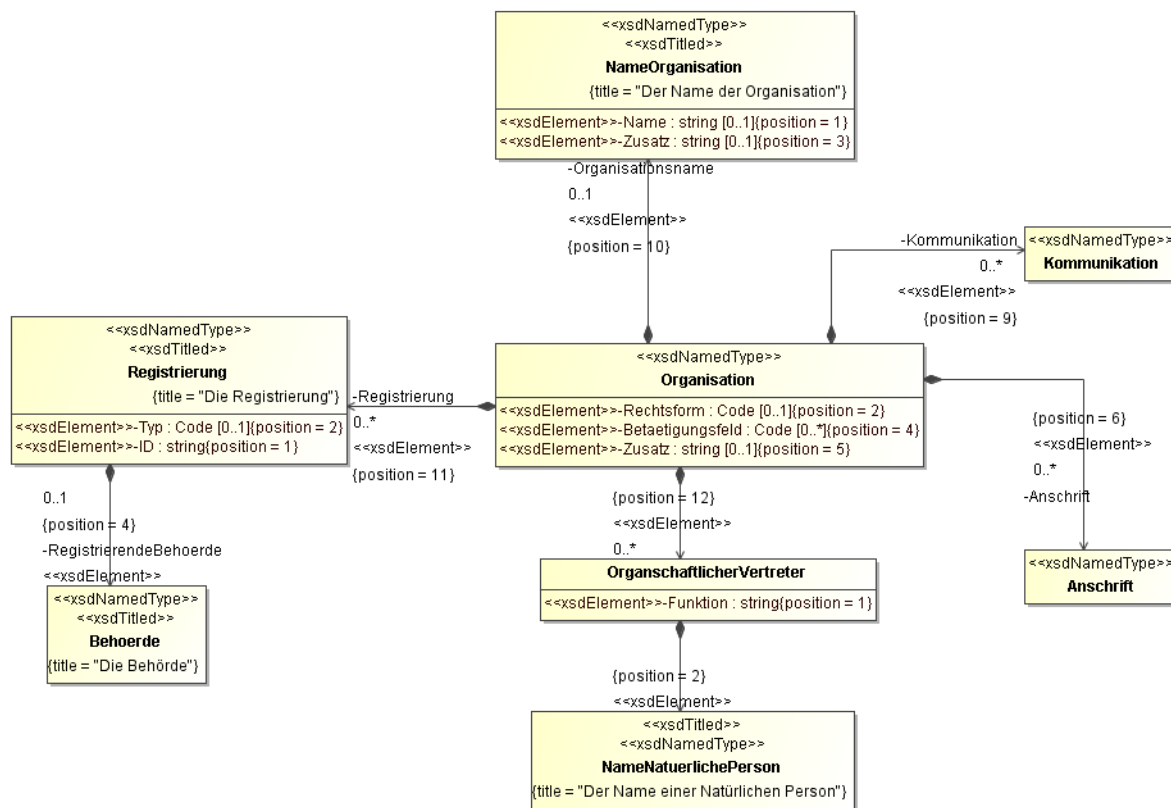 <<xsdNamedType>>
<<xsdTitled>>
NameOrganisation
{title = "Der Name der Organisation"}
<<xsdElement>>-Name : string [0..1]{position = 1}
<<xsdElement>>-Zusatz : string [0..1]{position = 3}
-Organisationsname
0..1
<<xsdElement>>
{position = 10}
-Kommunikation
0..*
<<xsdElement>>
{position = 9}
<<xsdNamedType>>
Kommunikation
<<xsdNamedType>>
<<xsdTitled>>
Registrierung
{title = "Die Registrierung"}
<<xsdElement>>-Typ : Code [0..1]{position = 2}
<<xsdElement>>-ID : string{position = 1}
-Registrierung
0..*
<<xsdElement>>
{position = 11}
<<xsdNamedType>>
Organisation
<<xsdElement>>-Rechtsform : Code [0..1]{position = 2}
<<xsdElement>>-Betaetigungsfeld : Code [0..*]{position = 4}
<<xsdElement>>-Zusatz : string [0..1]{position = 5}
{position = 6}
<<xsdElement>>
0..*
-Anschrift
0..1
{position = 4}
-RegistrierendeBehoerde
<<xsdElement>>
{position = 12}
<<xsdElement>>
0..*
<<xsdNamedType>>
Anschrift
OrganschaftlicherVertreter
<<xsdElement>>-Funktion : string{position = 1}
<<xsdNamedType>>
<<xsdTitled>>
Behoerde
{title = "Die Behörde"}
{position = 2}
<<xsdElement>>
<<xsdTitled>>
<<xsdNamedType>>
NameNatuerlichePerson
{title = "Der Name einer Natürlichen Person"}